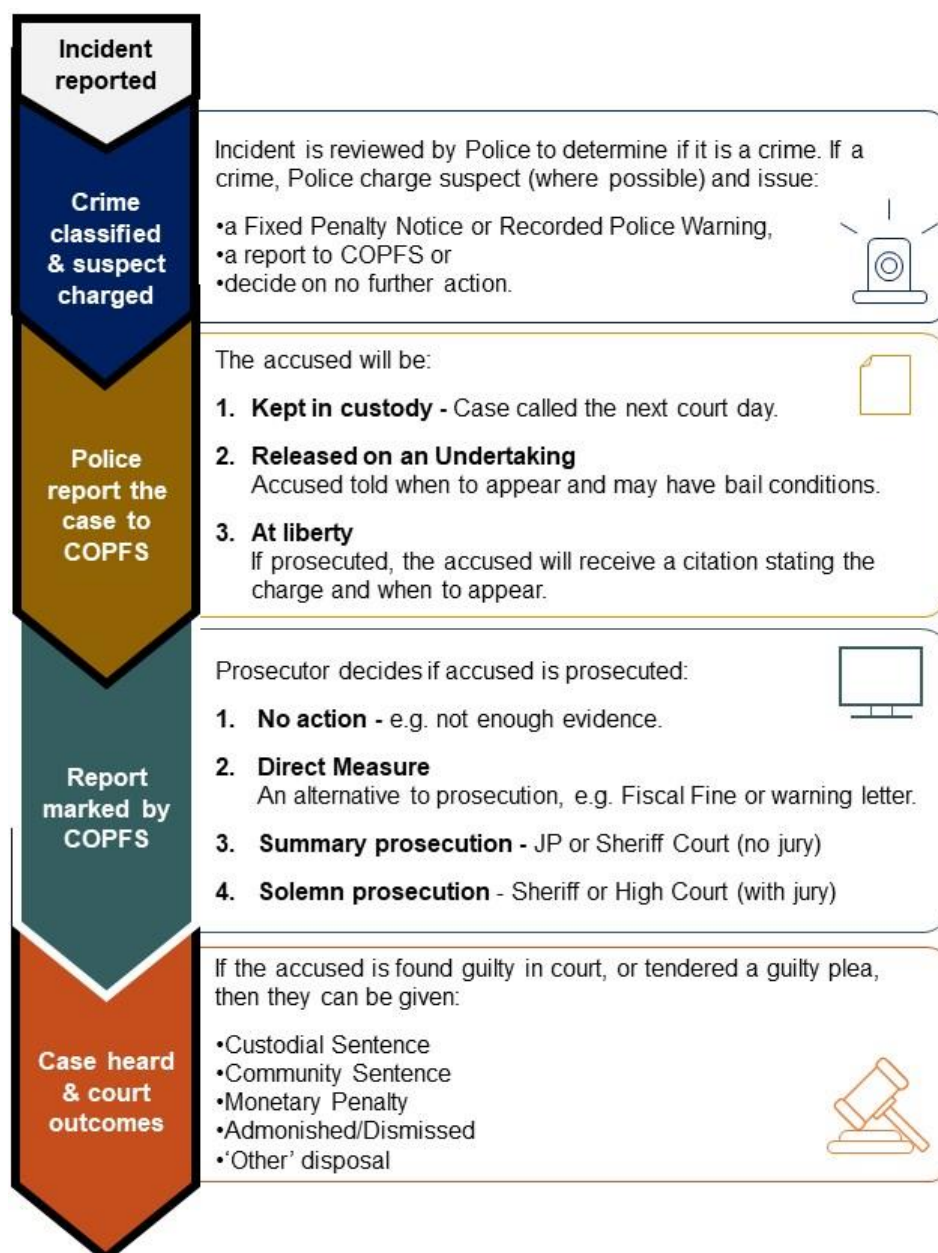 Incident
reported
Crime
classified
& suspect
charged
Incident is reviewed by Police to determine if it is a crime. If a
crime, Police charge suspect (where possible) and issue:
•a Fixed Penalty Notice or Recorded Police Warning,
•a report to COPFS or
•decide on no further action.
Police
report the
case to
COPFS
The accused will be:
1. Kept in custody - Case called the next court day.
2. Released on an Undertaking
Accused told when to appear and may have bail conditions.
3. At liberty
If prosecuted, the accused will receive a citation stating the
charge and when to appear.
Report
marked by
COPFS
Prosecutor decides if accused is prosecuted:
1. No action - e.g. not enough evidence.
2. Direct Measure
An alternative to prosecution, e.g. Fiscal Fine or warning letter.
3. Summary prosecution - JP or Sheriff Court (no jury)
4. Solemn prosecution - Sheriff or High Court (with jury)
Case heard
& court
outcomes
If the accused is found guilty in court, or tendered a guilty plea,
then they can be given:
•Custodial Sentence
•Community Sentence
•Monetary Penalty
•Admonished/Dismissed
•‘Other’ disposal